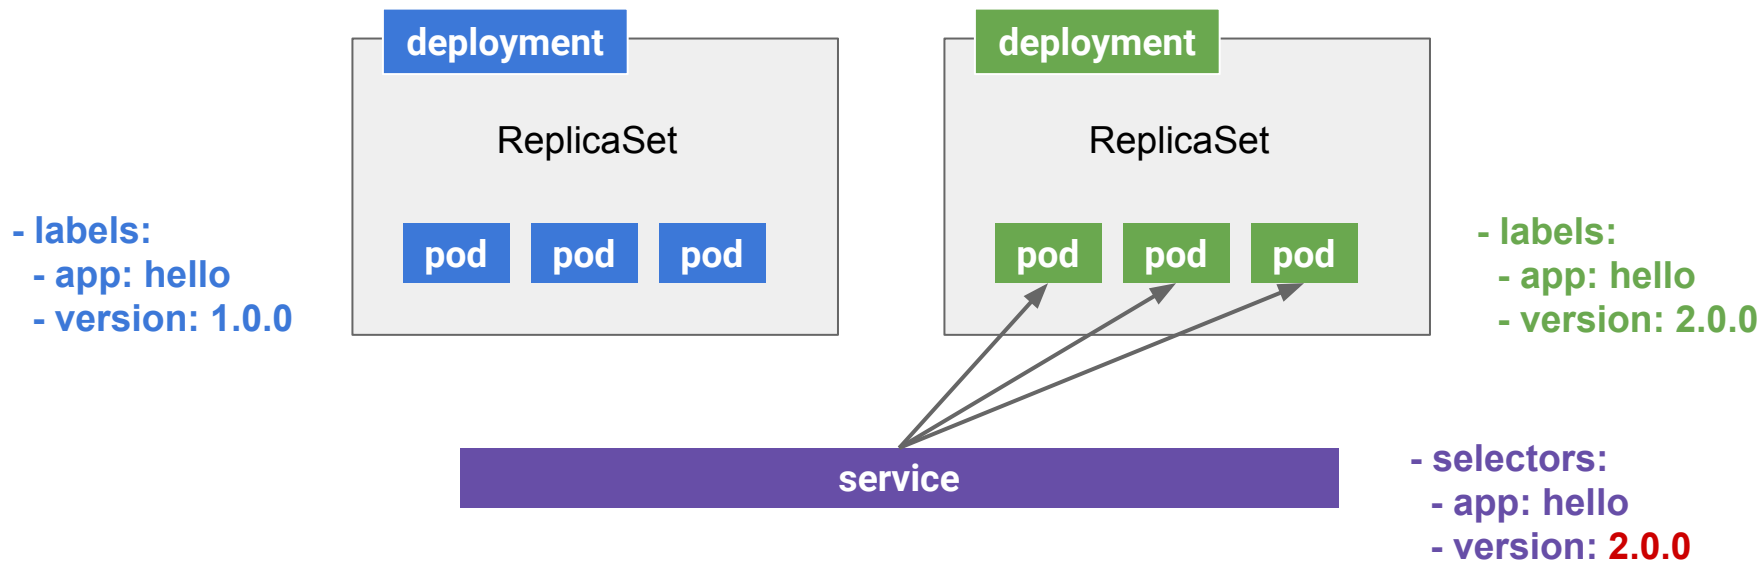 deployment
deployment
ReplicaSet
ReplicaSet
- labels:
- app: hello
- version: 1.0.0
pod
pod
pod
pod
pod
pod
- labels:
- app: hello
- version: 2.0.0
service
- selectors:
- app: hello
- version: 2.0.0